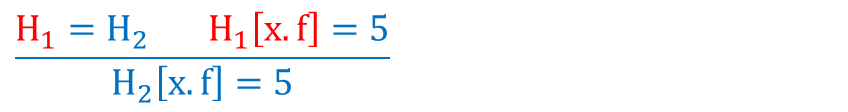 H₁ = H₂ H₁[x. f] = 5
H₂[x. f] = 5